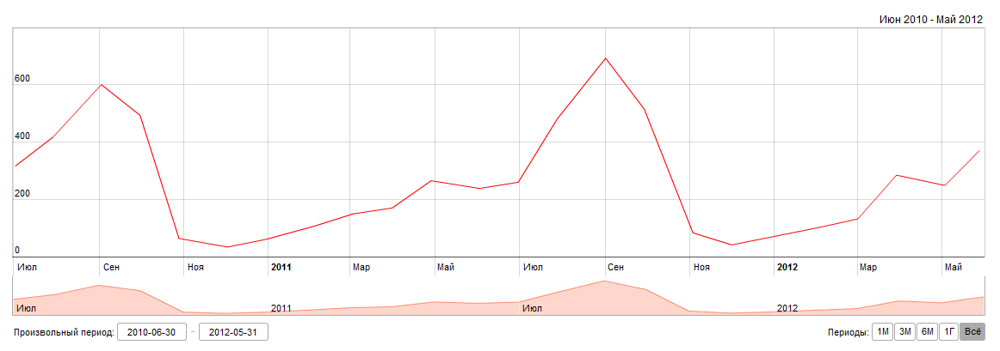 Июн 2010 - Май 2012
600
400
200
0
Июл Сен Ноя 2011 Мар Май Июл Сен Ноя 2012 Мар Май
Июл 2011 Июл 2012
Произвольный период: 2010-06-30 - 2012-05-31 Периоды: 1М 3М 6М 1Г Всё